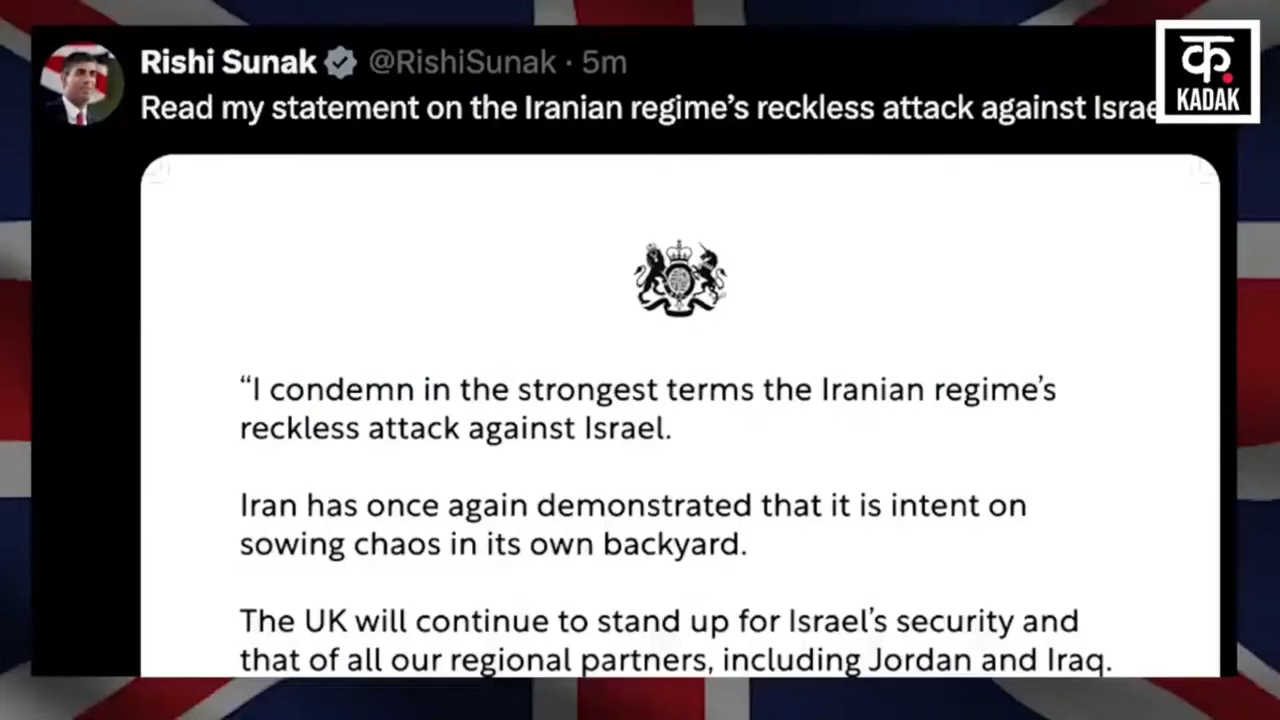 Rishi Sunak @RishiSunak · 5m
Read my statement on the Iranian regime’s reckless attack against Israe
क
KADAK
“I condemn in the strongest terms the Iranian regime’s
reckless attack against Israel.
Iran has once again demonstrated that it is intent on
sowing chaos in its own backyard.
The UK will continue to stand up for Israel’s security and
that of all our regional partners, including Jordan and Iraq.